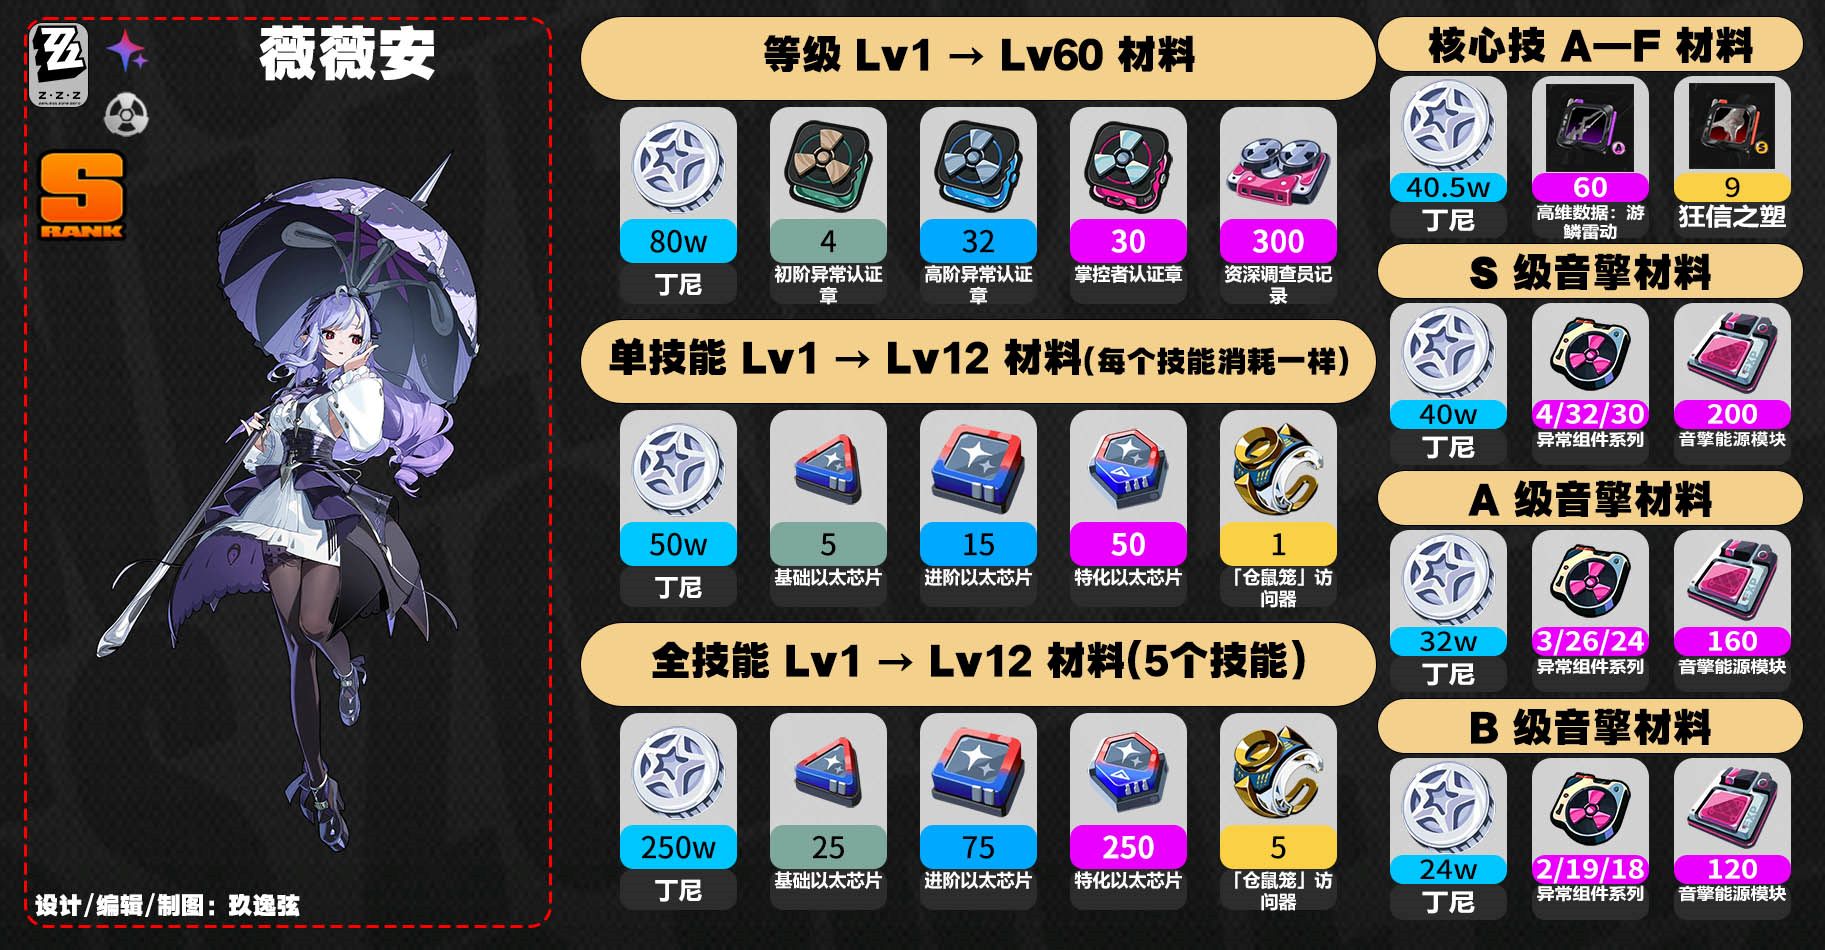 Z·Z·Z
薇薇安
S
RANK
设计/编辑/制图：玖逸弦
等级 Lv1 → Lv60 材料
80w
4
32
30
300
丁尼
初阶异常认证章
高阶异常认证章
掌控者认证章
资深调查员记录
单技能 Lv1 → Lv12 材料(每个技能消耗一样)
50w
5
15
50
1
丁尼
基础以太芯片
进阶以太芯片
特化以太芯片
「仓鼠笼」访问器
全技能 Lv1 → Lv12 材料(5个技能)
250w
25
75
250
5
丁尼
基础以太芯片
进阶以太芯片
特化以太芯片
「仓鼠笼」访问器
核心技 A—F 材料
40.5w
60
9
丁尼
高维数据：游鳞雷动
狂信之塑
S 级音擎材料
40w
4/32/30
200
丁尼
异常组件系列
音擎能源模块
A 级音擎材料
32w
3/26/24
160
丁尼
异常组件系列
音擎能源模块
B 级音擎材料
24w
2/19/18
120
丁尼
异常组件系列
音擎能源模块